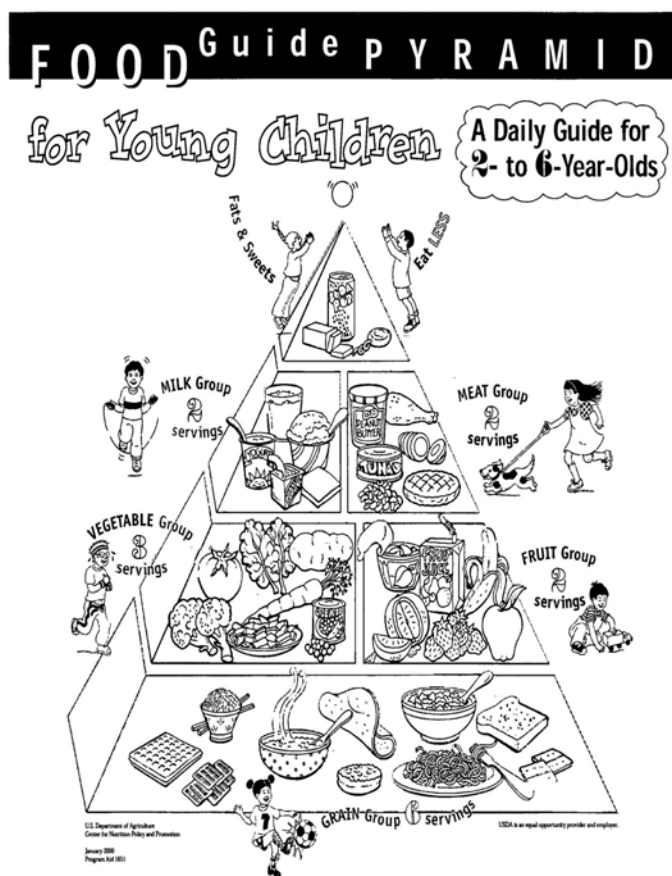 FOOD Guide PYRAMID
for Young Children
A Daily Guide for
2- to 6-Year-Olds
Fats & Sweets
Eat LESS
MILK Group
2
servings
MEAT Group
2
servings
PEANUT
BUTTER
TUNA
VEGETABLE Group
3
servings
FRUIT Group
2
servings
FRUIT
JUICE
GRAIN Group 6 servings
U.S. Department of Agriculture
Center for Nutrition Policy and Promotion
January 2000
Program Aid 1651
USDA is an equal opportunity provider and employer.